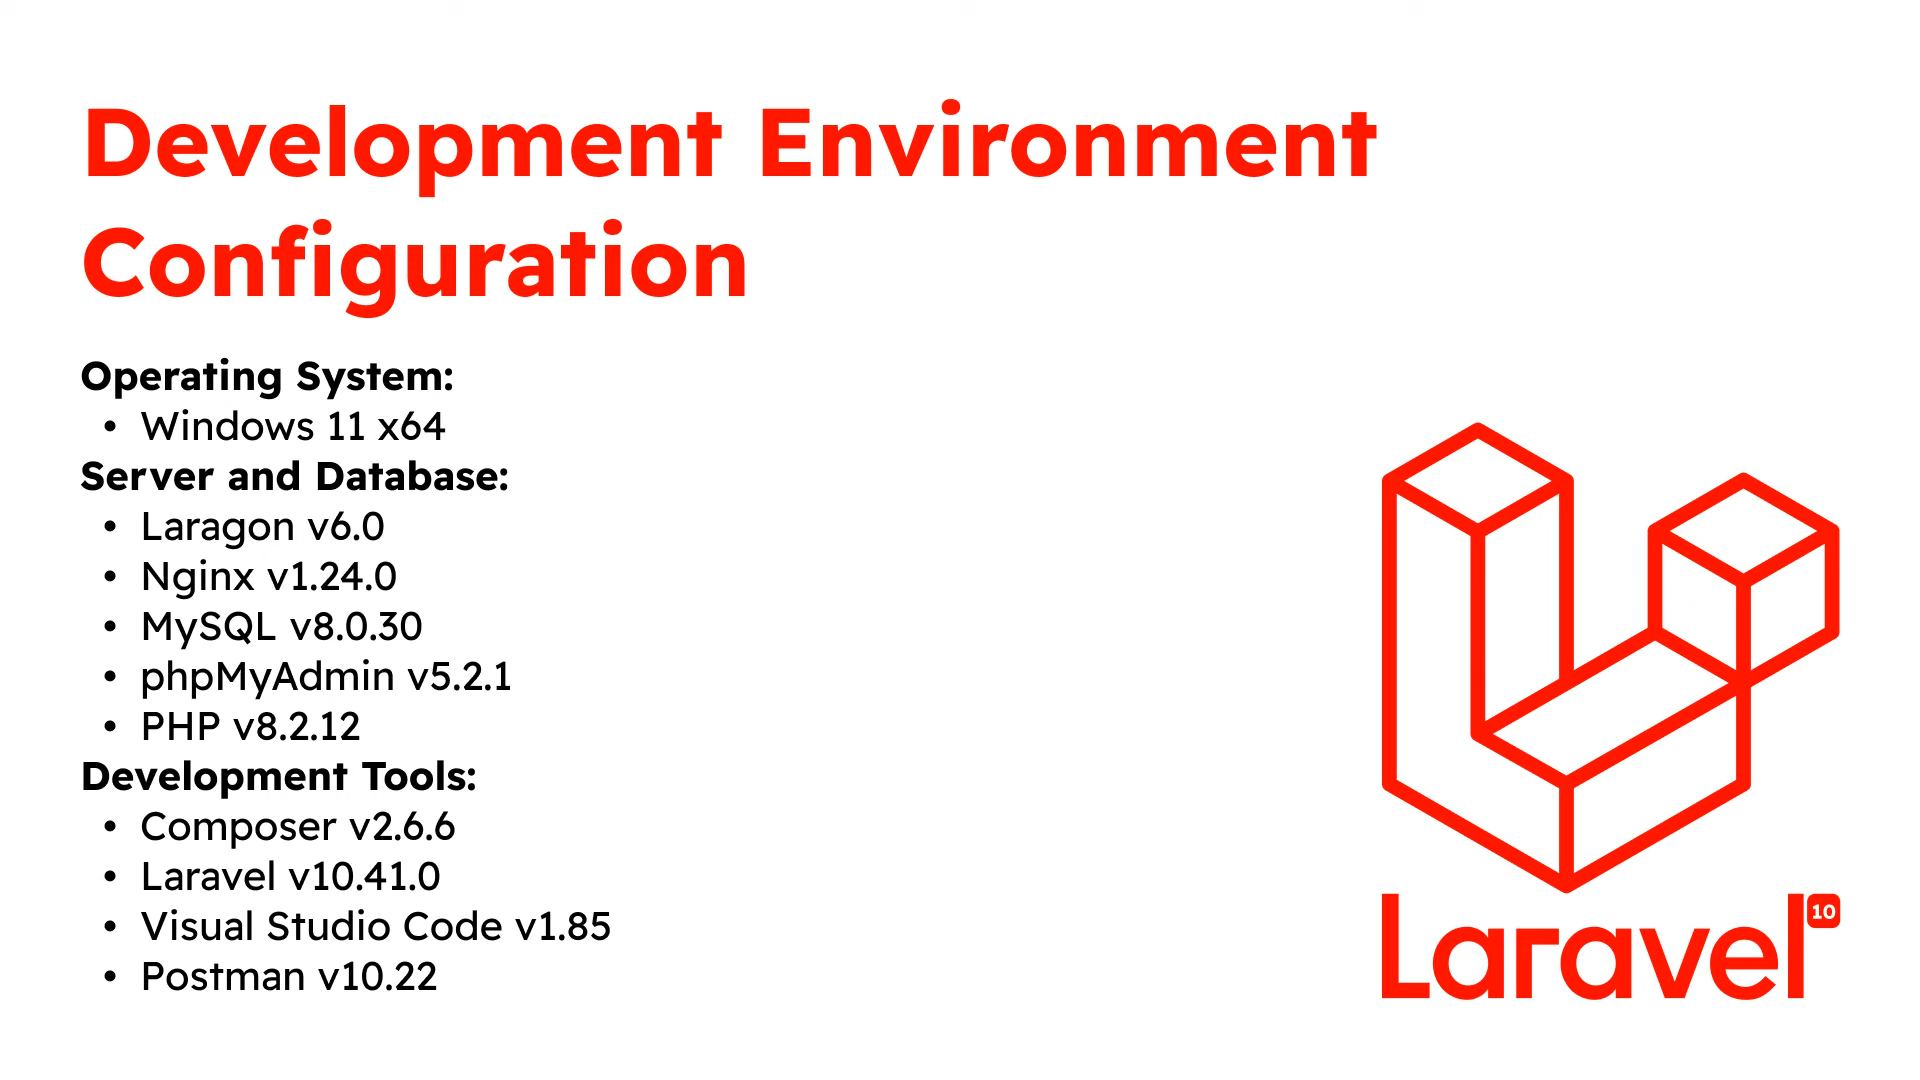 Development Environment
Configuration
Operating System:
• Windows 11 x64
Server and Database:
• Laragon v6.0
• Nginx v1.24.0
• MySQL v8.0.30
• phpMyAdmin v5.2.1
• PHP v8.2.12
Development Tools:
• Composer v2.6.6
• Laravel v10.41.0
• Visual Studio Code v1.85
• Postman v10.22
Laravel 10